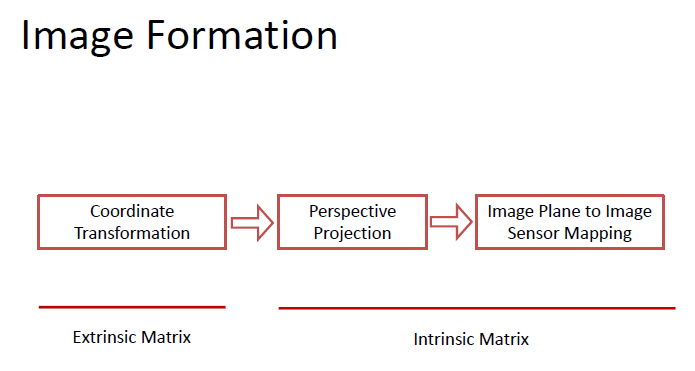 Image Formation
Coordinate
Transformation
Perspective
Projection
Image Plane to Image
Sensor Mapping
Extrinsic Matrix
Intrinsic Matrix